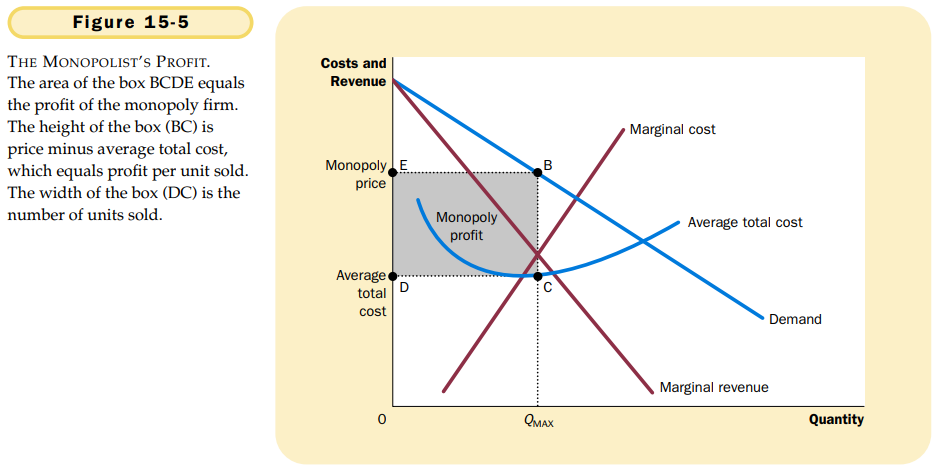 Figure 15-5
THE MONOPOLIST'S PROFIT.
The area of the box BCDE equals
the profit of the monopoly firm.
The height of the box (BC) is
price minus average total cost,
which equals profit per unit sold.
The width of the box (DC) is the
number of units sold.
Costs and
Revenue
Marginal cost
Monopoly
price
E
B
Monopoly
profit
Average total cost
Average
total
cost
D
C
Demand
Marginal revenue
0
QMAX
Quantity